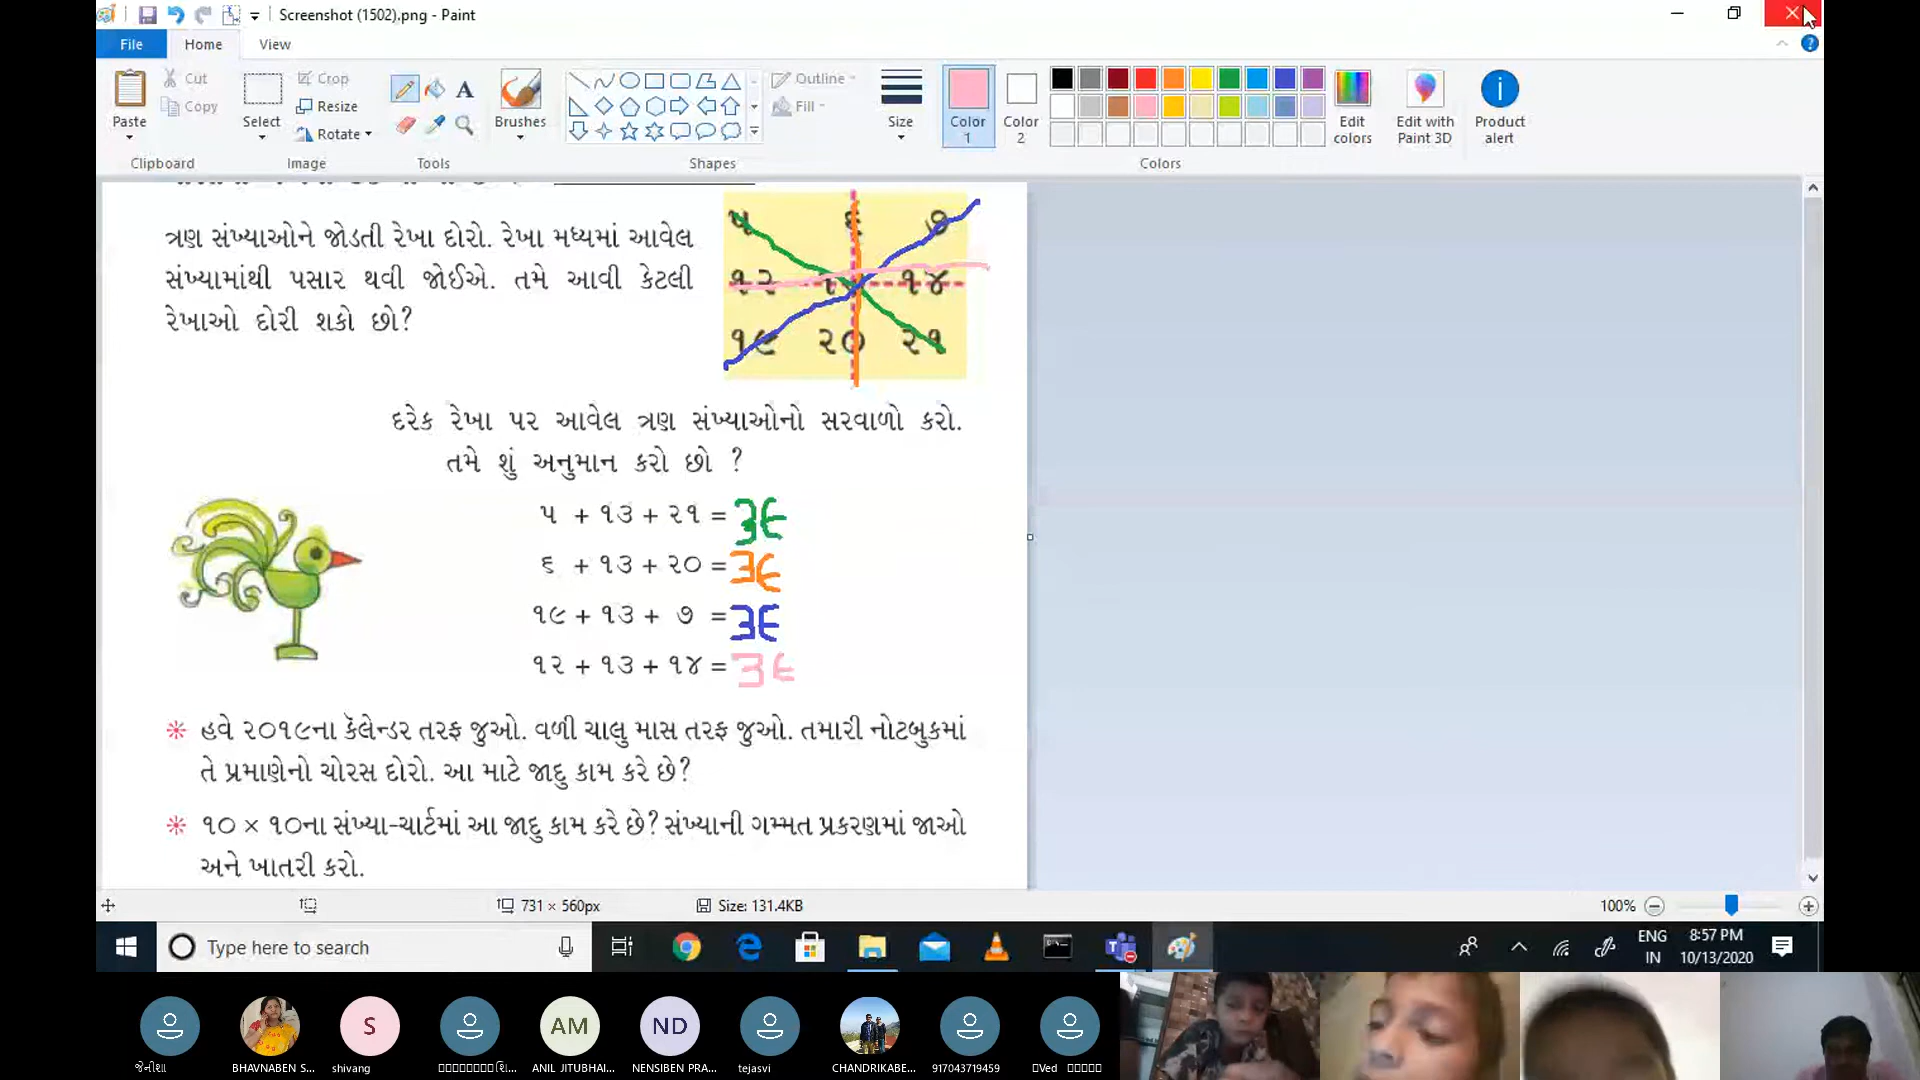 Screenshot (1502).png - Paint
File Home View
Paste Cut Copy Clipboard
Select Crop Resize Rotate Image
Tools
Brushes
Shapes Outline Fill
Size
Color 1 Color 2 Edit colors Colors
Edit with Paint 3D
Product alert
ત્રણ સંખ્યાઓને જોડતી રેખા દોરો. રેખા મધ્યમાં આવેલ
સંખ્યામાંથી પસાર થવી જોઈએ. તમે આવી કેટલી
રેખાઓ દોરી શકો છો?
૫ ૬ ૭
૧૨ ૧૪
૧૯ ૨૦ ૨૧
દરેક રેખા પર આવેલ ત્રણ સંખ્યાઓનો સરવાળો કરો.
તમે શું અનુમાન કરો છો ?
૫ + ૧૩ + ૨૧ = ૩૯
૬ + ૧૩ + ૨૦ = ૩૯
૧૯ + ૧૩ + ૭ = ૩૯
૧૨ + ૧૩ + ૧૪ = ૩૯
હવે ૨૦૧૯ના કૅલેન્ડર તરફ જુઓ. વળી ચાલુ માસ તરફ જુઓ. તમારી નોટબુકમાં
તે પ્રમાણેનો ચોરસ દોરો. આ માટે જાદુ કામ કરે છે?
૧૦ × ૧૦ના સંખ્યા-ચાર્ટમાં આ જાદુ કામ કરે છે? સંખ્યાની ગમ્મત પ્રકરણમાં જાઓ
અને ખાતરી કરો.
731 × 560px Size: 131.4KB 100%
Type here to search
ENG IN
8:57 PM
10/13/2020
S AM ND
BHAVNABEN S... shivang ANIL JITUBHAI... NENSIBEN PRA... tejasvi CHANDRIKABE... 917043719459 Ved